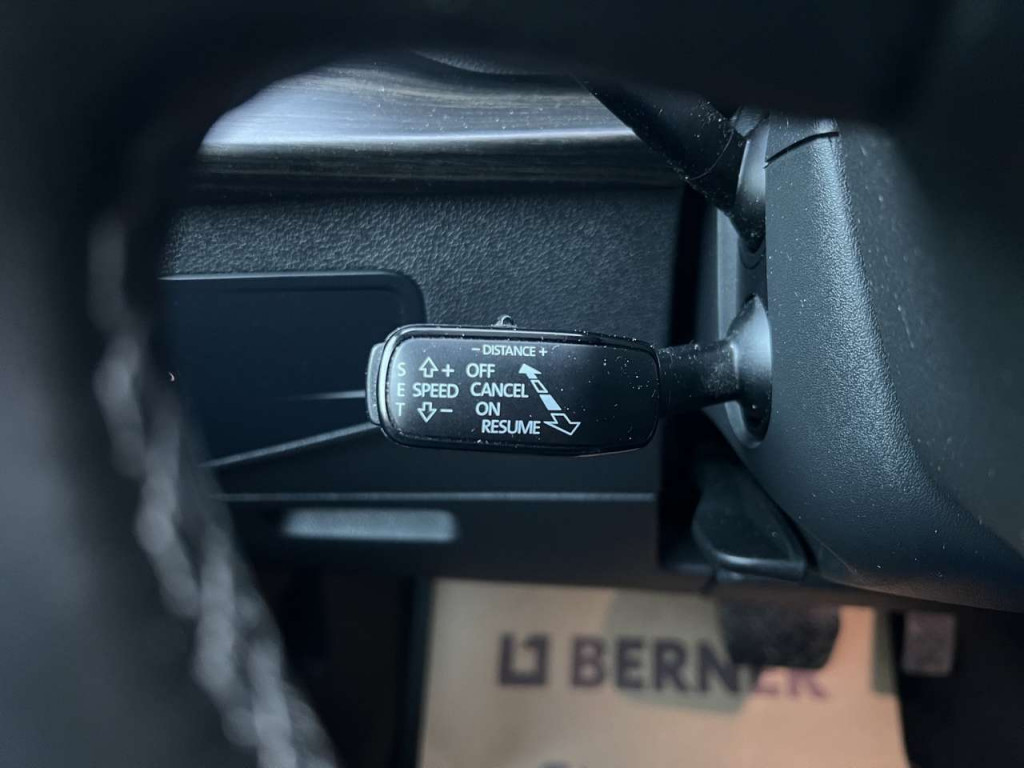 – DISTANCE +
S + OFF
E SPEED CANCEL
T – ON
RESUME
BERNER